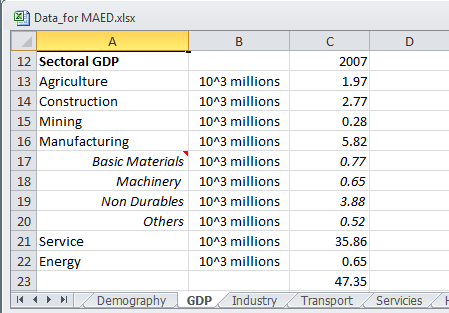 Data_for MAED.xlsx
A B C D
12 Sectoral GDP 2007
13 Agriculture 10^3 millions 1.97
14 Construction 10^3 millions 2.77
15 Mining 10^3 millions 0.28
16 Manufacturing 10^3 millions 5.82
17 Basic Materials 10^3 millions 0.77
18 Machinery 10^3 millions 0.65
19 Non Durables 10^3 millions 3.88
20 Others 10^3 millions 0.52
21 Service 10^3 millions 35.86
22 Energy 10^3 millions 0.65
23 47.35
Demography GDP Industry Transport Servicies